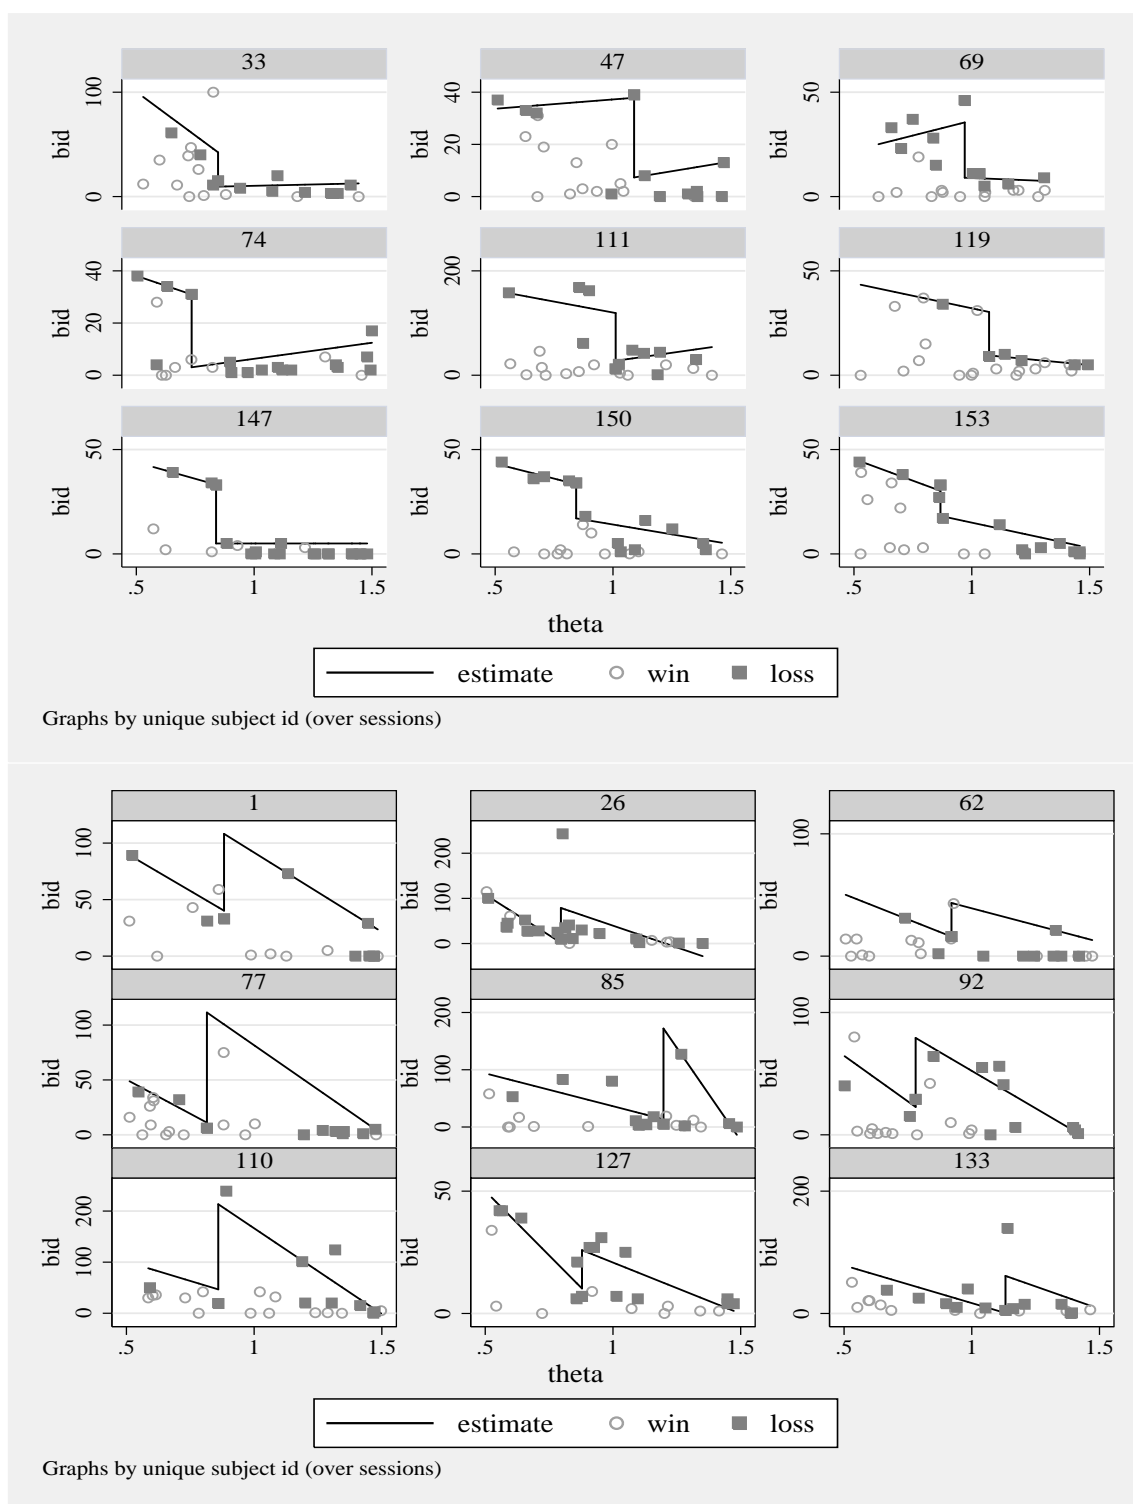 33 47 69
bid 0 100
bid 0 20 40
bid 0 50
74 111 119
bid 0 20 40
bid 0 200
bid 0 50
147 150 153
bid 0 50
bid 0 50
bid 0 50
.5 1 1.5 .5 1 1.5 .5 1 1.5
theta
estimate win loss
Graphs by unique subject id (over sessions)
1 26 62
bid 0 50 100
bid 0 100 200
bid 0 100
77 85 92
bid 0 50 100
bid 0 100 200
bid 0 100
110 127 133
bid 0 100 200
bid 0 50
bid 0 200
.5 1 1.5 .5 1 1.5 .5 1 1.5
theta
estimate win loss
Graphs by unique subject id (over sessions)